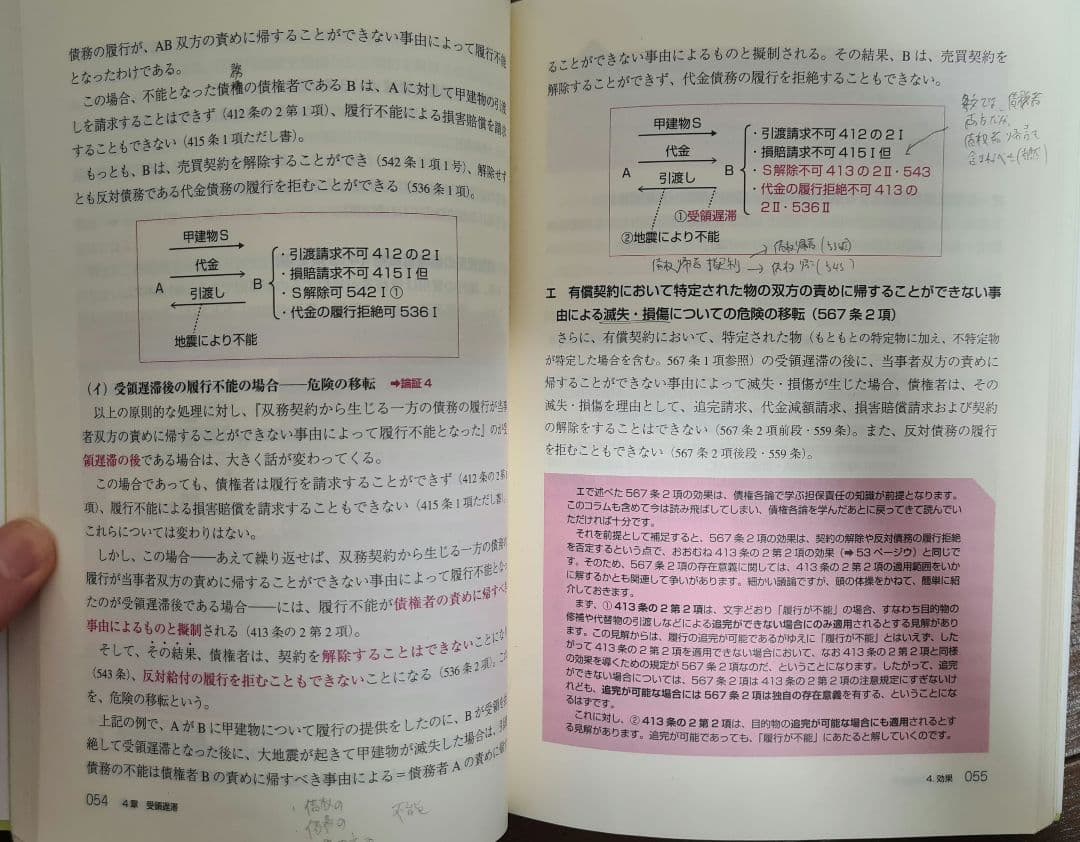 債務の履行が、AB双方の責めに帰することができない事由によって履行不能
となったわけである。
務
この場合、不能となった債権の債権者であるBは、Aに対して甲建物の引渡
しを請求することはできず（412条の2第1項）、履行不能による損害賠償を請求
することもできない（415条1項ただし書）。
もっとも、Bは、売買契約を解除することができ（542条1項1号）、解除せず
とも反対債務である代金債務の履行を拒むことができる（536条1項）。
甲建物S
代金
A
引渡し
B
地震により不能
・引渡請求不可 412の2Ⅰ
・損賠請求不可 415Ⅰ但
・S解除可 542Ⅰ①
・代金の履行拒絶可 536Ⅰ
（イ）受領遅滞後の履行不能の場合――危険の移転 ➡論証4
以上の原則的な処理に対し、『双務契約から生じる一方の債務の履行が当事
者双方の責めに帰することができない事由によって履行不能となった』のが受
領遅滞の後である場合は、大きく話が変わってくる。
この場合であっても、債権者は履行を請求することができず（412条の2第1
項）、履行不能による損害賠償を請求することもできない（415条1項ただし書）。
これらについては変わりはない。
しかし、この場合――あえて繰り返せば、双務契約から生じる一方の債務の
履行が当事者双方の責めに帰することができない事由によって履行不能となっ
たのが受領遅滞後である場合――には、履行不能が債権者の責めに帰すべき
事由によるものと擬制される（413条の2第2項）。
そして、その結果、債権者は、契約を解除することはできないことになり
（543条）、反対給付の履行を拒むこともできないことになる（536条2項）。これ
を、危険の移転という。
上記の例で、AがBに甲建物について履行の提供をしたのに、Bが受領を拒
絶して受領遅滞となった後に、大地震が起きて甲建物が滅失した場合は、
債務の不能は債権者Bの責めに帰すべき事由による＝債務者Aの責めに帰す
054 4章 受領遅滞
債権の
債務の
不能
ることができない事由によるものと擬制される。その結果、Bは、売買契約を
解除することができず、代金債務の履行を拒絶することもできない。
甲建物S
代金
A
引渡し
B
①受領遅滞
②地震により不能
・引渡請求不可 412の2Ⅰ
・損賠請求不可 415Ⅰ但
・S解除不可 413の2Ⅱ・543
・代金の履行拒絶不可 413の
2Ⅱ・536Ⅱ
債権帰責 擬制
エ 有償契約において特定された物の双方の責めに帰することができない事
由による滅失・損傷についての危険の移転（567条2項）
さらに、有償契約において、特定された物（もともとの特定物に加え、不特定物
が特定した場合を含む。567条1項参照）の受領遅滞の後に、当事者双方の責めに
帰することができない事由によって滅失・損傷が生じた場合、債権者は、その
滅失・損傷を理由として、追完請求、代金減額請求、損害賠償請求および契約
の解除をすることはできない（567条2項前段・559条）。また、反対債務の履行
を拒むこともできない（567条2項後段・559条）。
エで述べた567条2項の効果は、債権各論で学ぶ担保責任の知識が前提となります。
このコラムも含めて今は読み飛ばしてしまい、債権各論を学んだあとに戻ってきて読んでい
ただければ十分です。
それを前提として補足すると、567条2項の効果は、契約の解除や反対債務の履行拒絶
を否定するという点で、おおむね413条の2第2項の効果（➡53ページウ）と同じで
す。そのため、567条2項の存在意義に関しては、413条の2第2項の適用範囲をいか
に解するかとも関連して争いがあります。細かい議論ですが、頭の体操をかねて、簡単に紹
介しておきます。
まず、①413条の2第2項は、文字どおり「履行が不能」の場合、すなわち目的物の
修補や代替物の引渡しなどによる追完ができない場合にのみ適用されるとする見解があり
ます。この見解からは、履行の追完が可能であるがゆえに「履行が不能」とはいえず、した
がって413条の2第2項を適用できない場合において、なお413条の2第2項と同様
の効果を導くための規定が567条2項なのだ、ということになります。したがって、追完
ができない場合については、567条2項は413条の2第2項の注意規定にすぎないけ
れども、追完が可能な場合には567条2項は独自の存在意義を有する、ということにな
るはずです。
これに対し、②413条の2第2項は、目的物の追完が可能な場合にも適用されるとす
る見解があります。追完が可能であっても、「履行が不能」にあたると解していくのです。
4. 効果 055